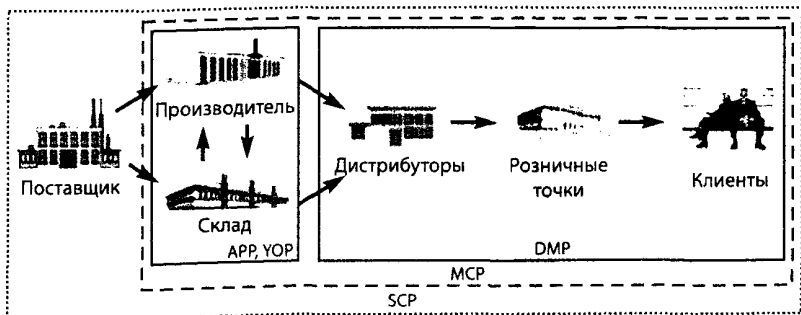 Производитель
Поставщик
Склад
APP, YOP
Дистрибуторы
Розничные
точки
Клиенты
DMP
MCP
SCP